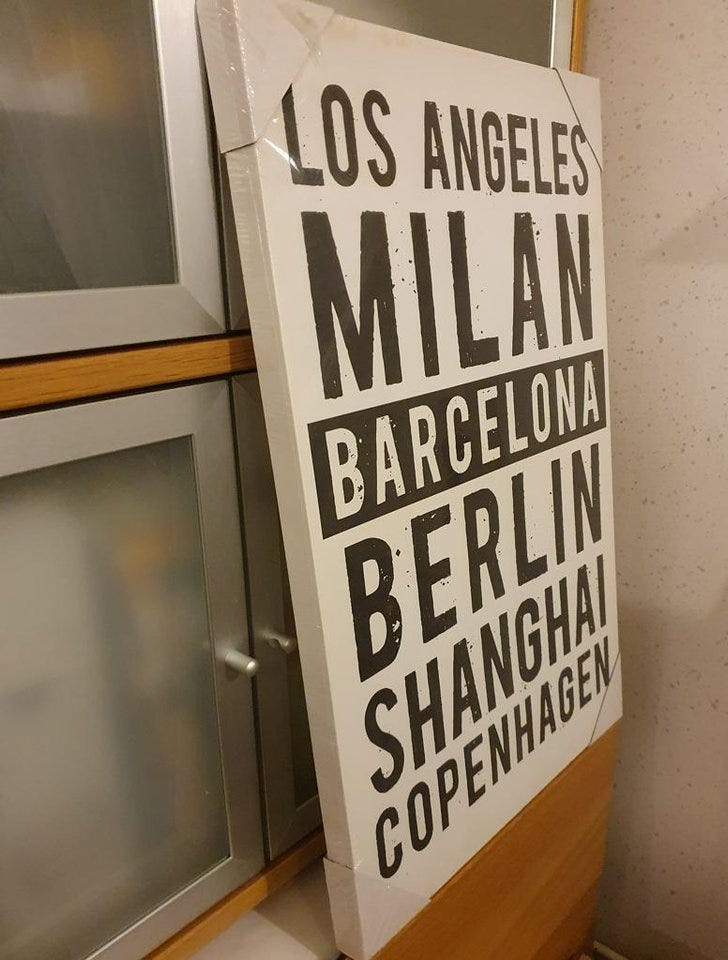 LOS ANGELES
MILAN
BARCELONA
BERLIN
SHANGHAI
COPENHAGEN